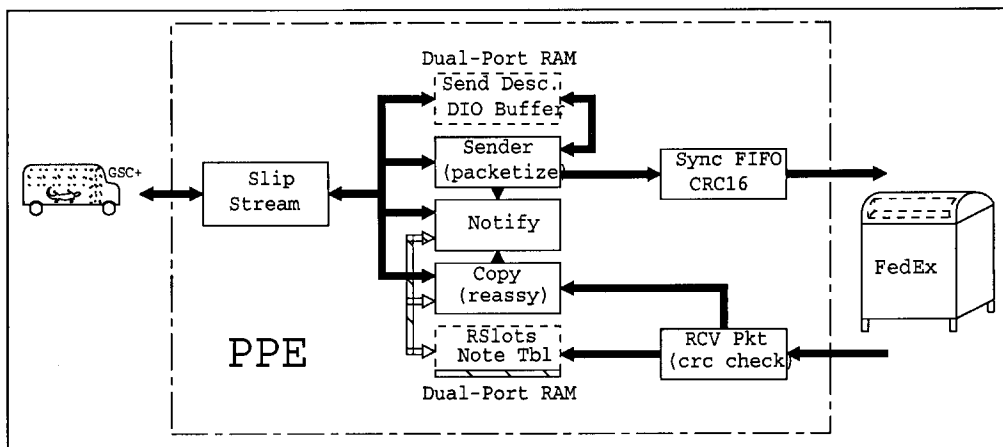 Dual-Port RAM
Send Desc.
DIO Buffer
Sender
(packetize)
Sync FIFO
CRC16
GSC+
Slip
Stream
Notify
Copy
(reassy)
FedEx
RSlots
Note Tbl
RCV Pkt
(crc check)
PPE
Dual-Port RAM